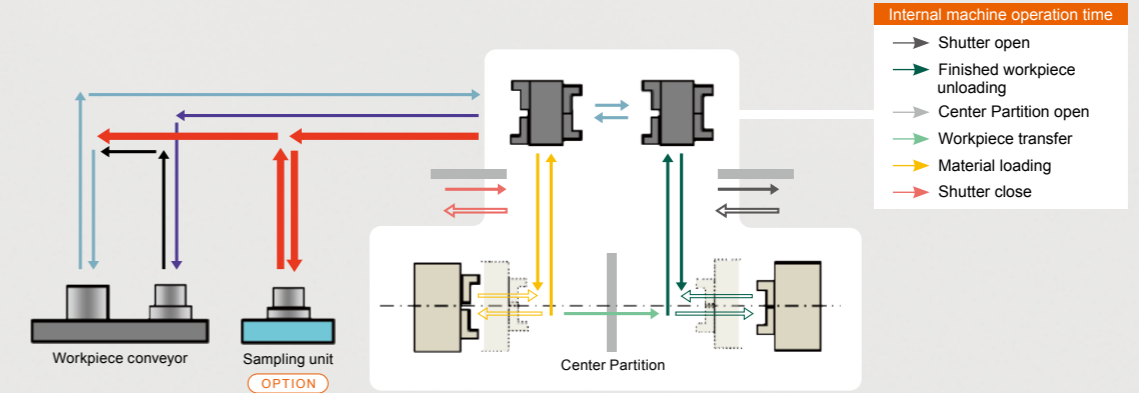 Internal machine operation time
Shutter open
Finished workpiece
unloading
Center Partition open
Workpiece transfer
Material loading
Shutter close
Workpiece conveyor
Sampling unit
OPTION
Center Partition